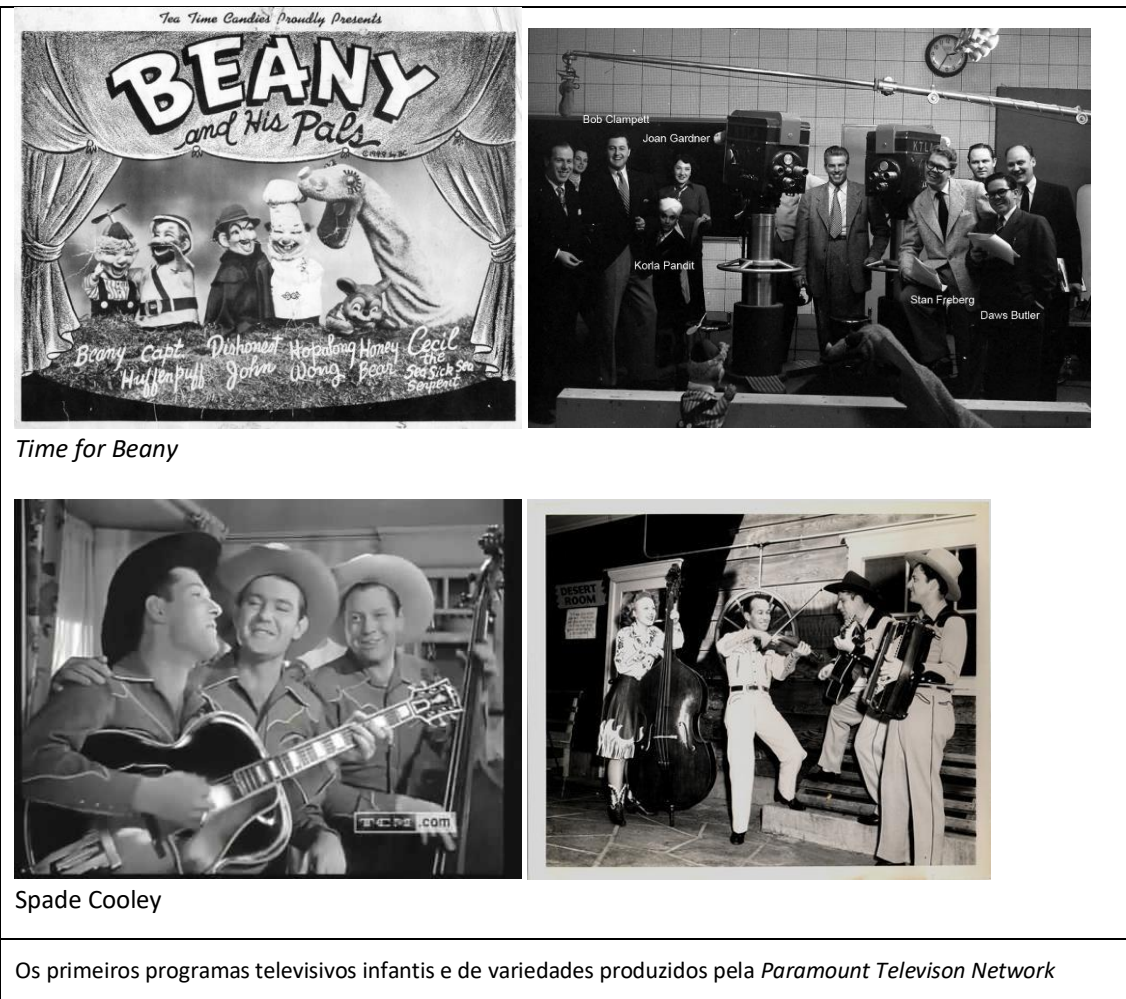 Tea Time Candies Proudly Presents
BEANY
and His Pals
Beany Capt. Huffenpuff Dishonest John Hopalong Wong Honey Bear Cecil the Sea Sick Sea Serpent
Bob Clampett
Joan Gardner
KTLA
Korla Pandit
Stan Freberg
Daws Butler
Time for Beany
TCM.com
DESERT
ROOM
Spade Cooley
Os primeiros programas televisivos infantis e de variedades produzidos pela Paramount Televison Network